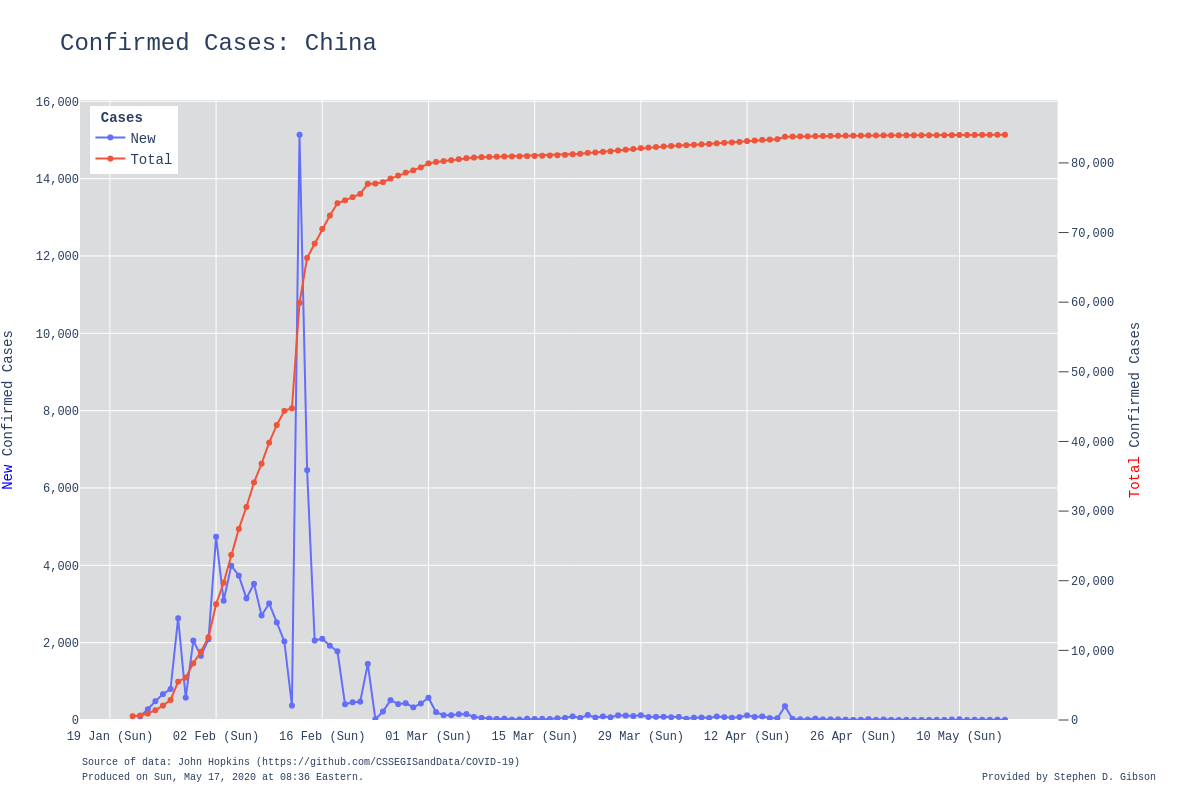 Confirmed Cases: China
16,000
14,000
12,000
10,000
8,000
6,000
4,000
2,000
0
New Confirmed Cases
Cases
New
Total
80,000
70,000
60,000
50,000
40,000
30,000
20,000
10,000
0
Total Confirmed Cases
19 Jan (Sun)
02 Feb (Sun)
16 Feb (Sun)
01 Mar (Sun)
15 Mar (Sun)
29 Mar (Sun)
12 Apr (Sun)
26 Apr (Sun)
10 May (Sun)
Source of data: John Hopkins (https://github.com/CSSEGISandData/COVID-19)
Produced on Sun, May 17, 2020 at 08:36 Eastern.
Provided by Stephen D. Gibson